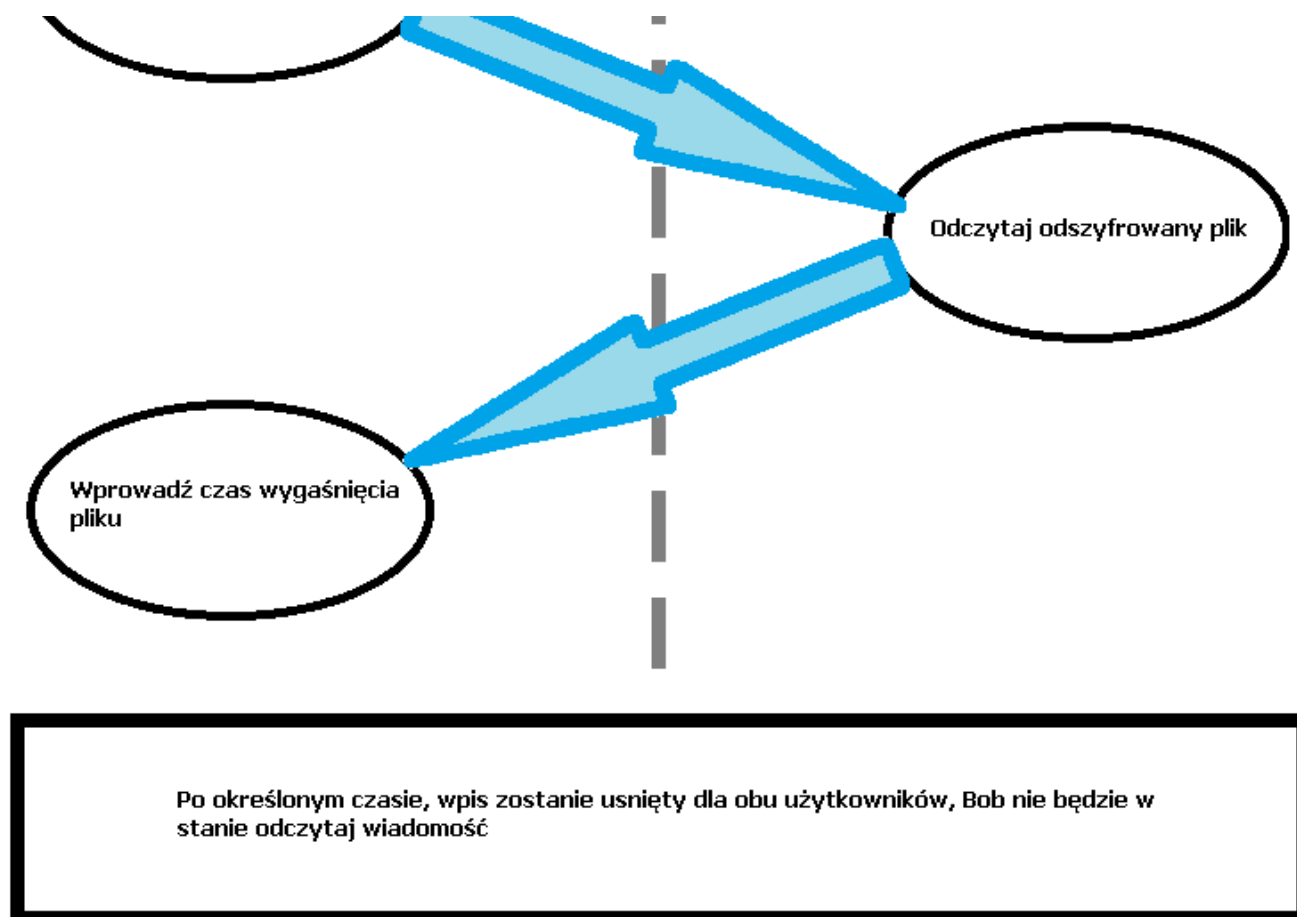 Odczytaj odszyfrowany plik
Wprowadź czas wygaśnięcia
pliku
Po określonym czasie, wpis zostanie usnięty dla obu użytkowników, Bob nie będzie w
stanie odczytaj wiadomość